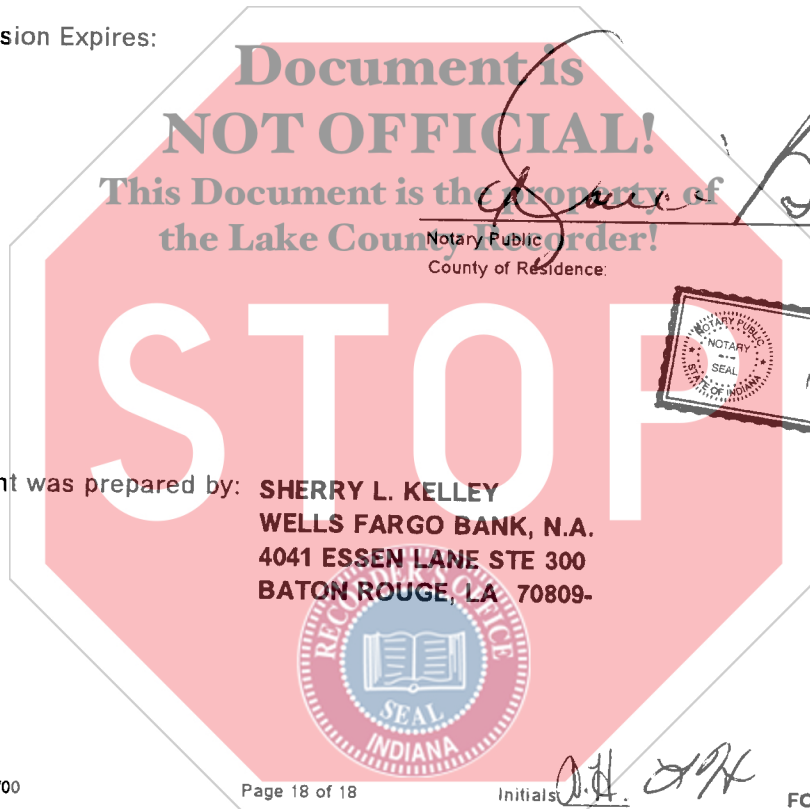 sion Expires:
Document is
NOT OFFICIAL!
This Document is the property of
the Lake County Recorder!
Notary Public
County of Residence:
NOTARY PUBLIC
NOTARY
SEAL
STATE OF INDIANA
STOP
nt was prepared by: SHERRY L. KELLEY
WELLS FARGO BANK, N.A.
4041 ESSEN LANE STE 300
BATON ROUGE, LA 70809-
RECORDER'S OFFICE
SEAL
INDIANA
/00
Page 18 of 18
Initials: D.H.
FO